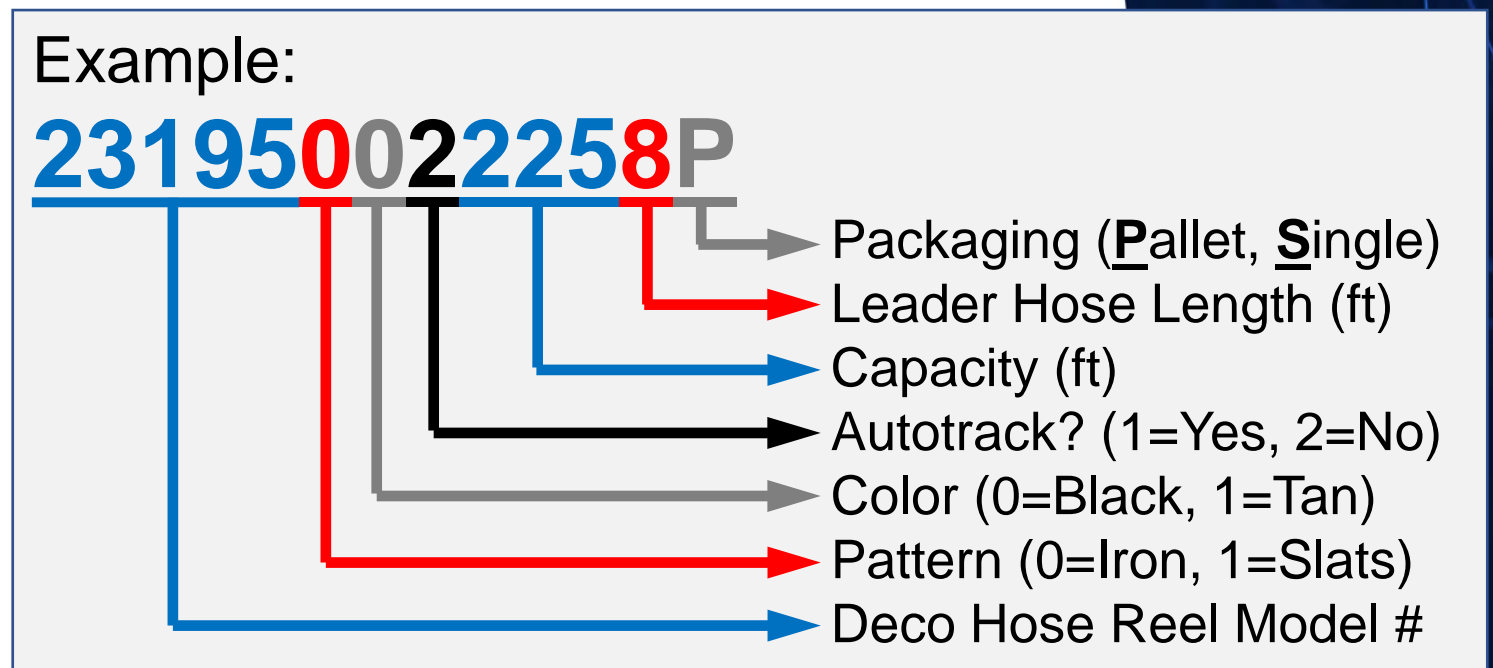 Example:
231950022258P
Packaging (Pallet, Single)
Leader Hose Length (ft)
Capacity (ft)
Autotrack? (1=Yes, 2=No)
Color (0=Black, 1=Tan)
Pattern (0=Iron, 1=Slats)
Deco Hose Reel Model #